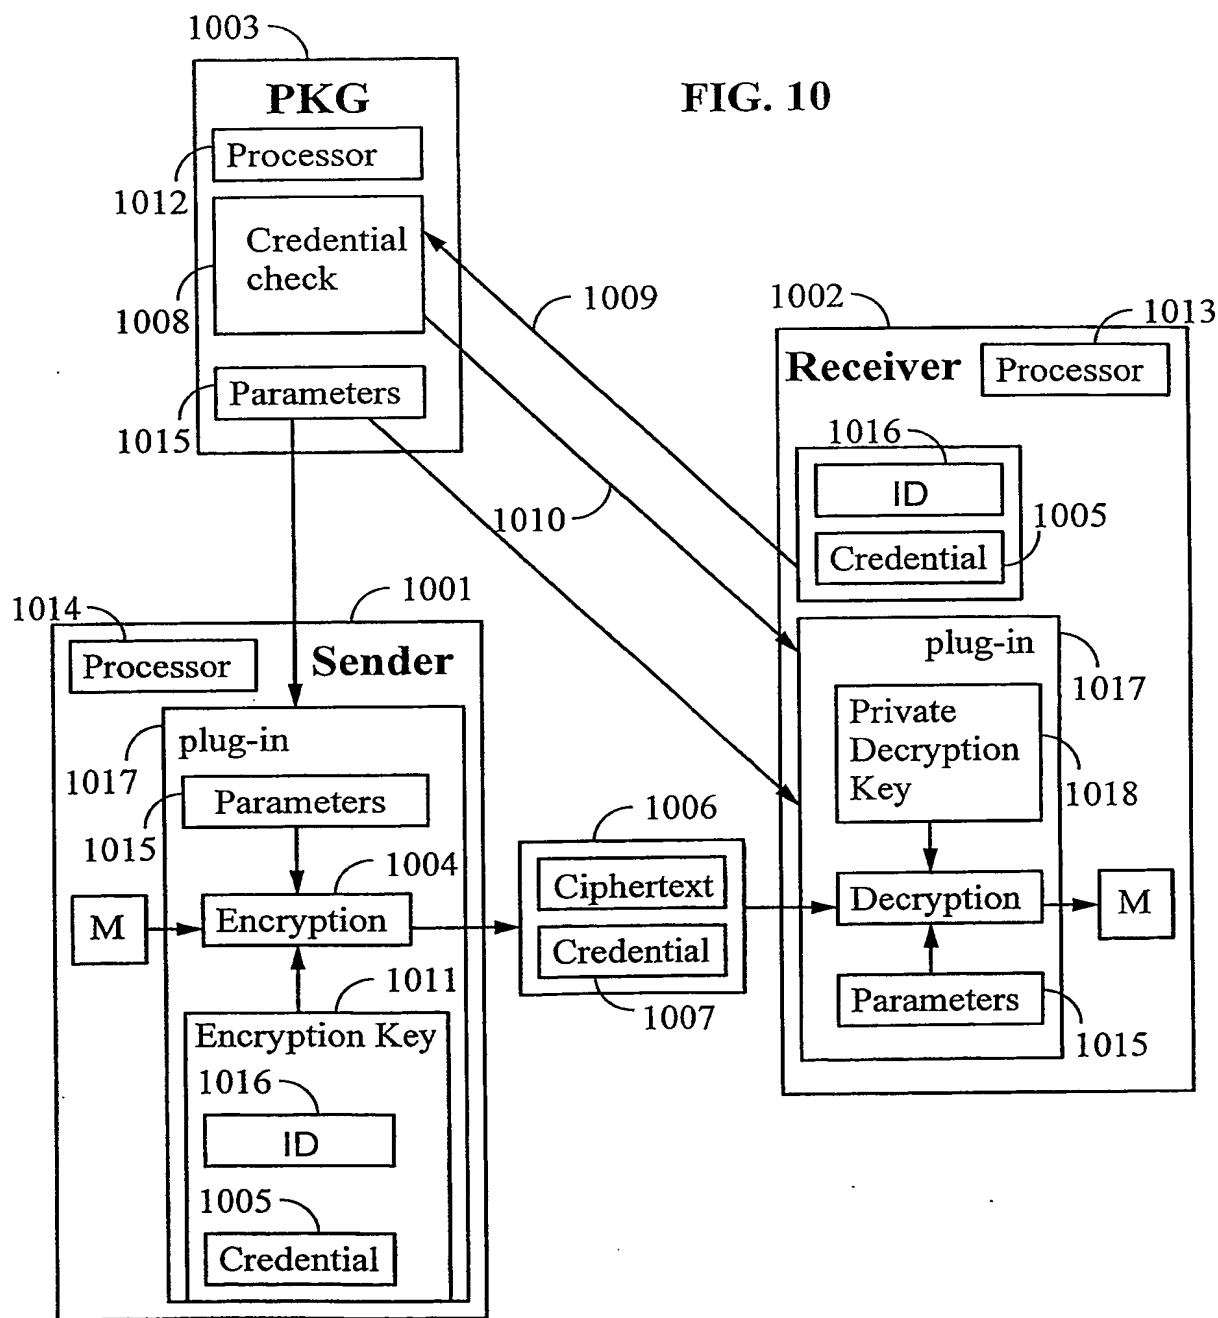 1003
PKG
FIG. 10
Processor
1012
Credential
check
1008
Parameters
1015
1009
1010
1002
1013
Receiver
Processor
1016
ID
1005
Credential
plug-in
1017
Private
Decryption
Key
1018
1014
1001
Processor
Sender
plug-in
1017
Parameters
1015
1004
M
Encryption
1011
Encryption Key
1016
ID
1005
Credential
1006
Ciphertext
Credential
1007
Decryption
M
Parameters
1015